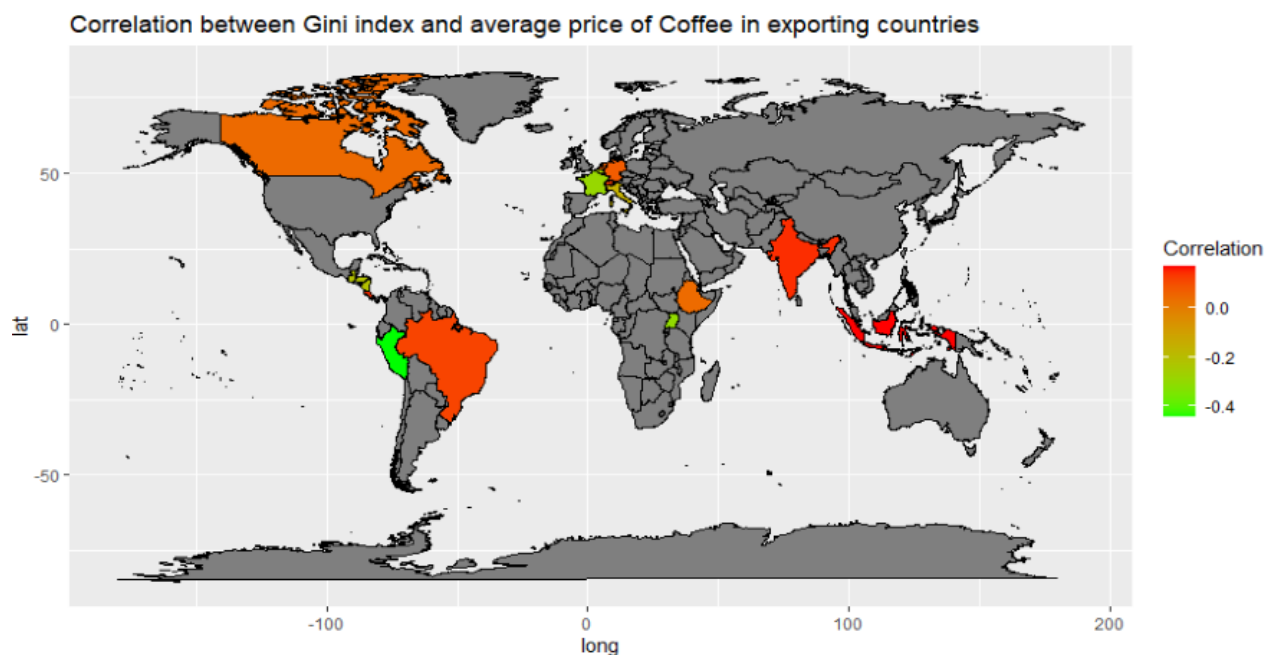 Correlation between Gini index and average price of Coffee in exporting countries
50
0
-50
lat
-100
0
100
200
long
Correlation
0.0
-0.2
-0.4